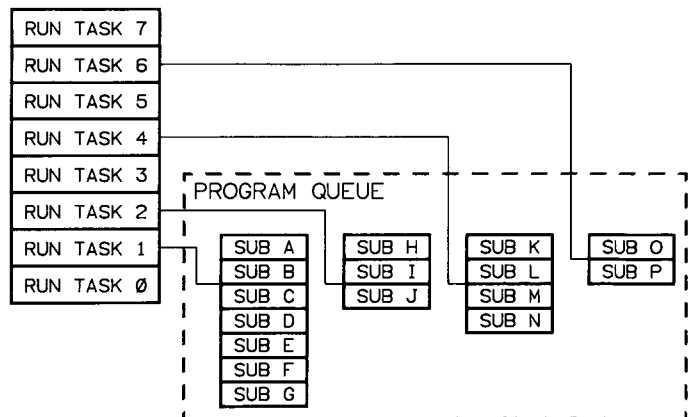 RUN TASK 7
RUN TASK 6
RUN TASK 5
RUN TASK 4
RUN TASK 3
RUN TASK 2
RUN TASK 1
RUN TASK Ø
PROGRAM QUEUE
SUB A
SUB B
SUB C
SUB D
SUB E
SUB F
SUB G
SUB H
SUB I
SUB J
SUB K
SUB L
SUB M
SUB N
SUB O
SUB P